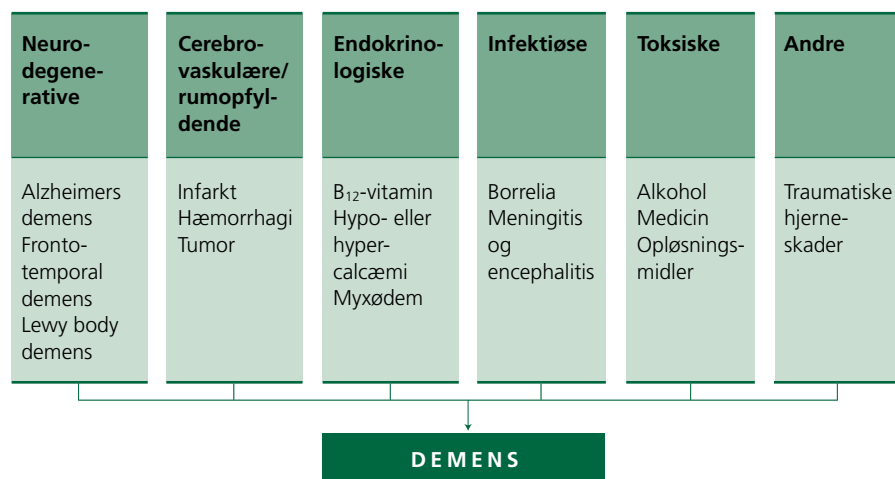 Neuro-
degene-
rative
Cerebro-
vaskulære/
rumopfyl-
dende
Endokrino-
logiske
Infektiøse
Toksiske
Andre
Alzheimers
demens
Fronto-
temporal
demens
Lewy body
demens
Infarkt
Hæmorrhagi
Tumor
B₁₂-vitamin
Hypo- eller
hyper-
calcæmi
Myxødem
Borrelia
Meningitis
og
encephalitis
Alkohol
Medicin
Opløsnings-
midler
Traumatiske
hjerne-
skader
DEMENS